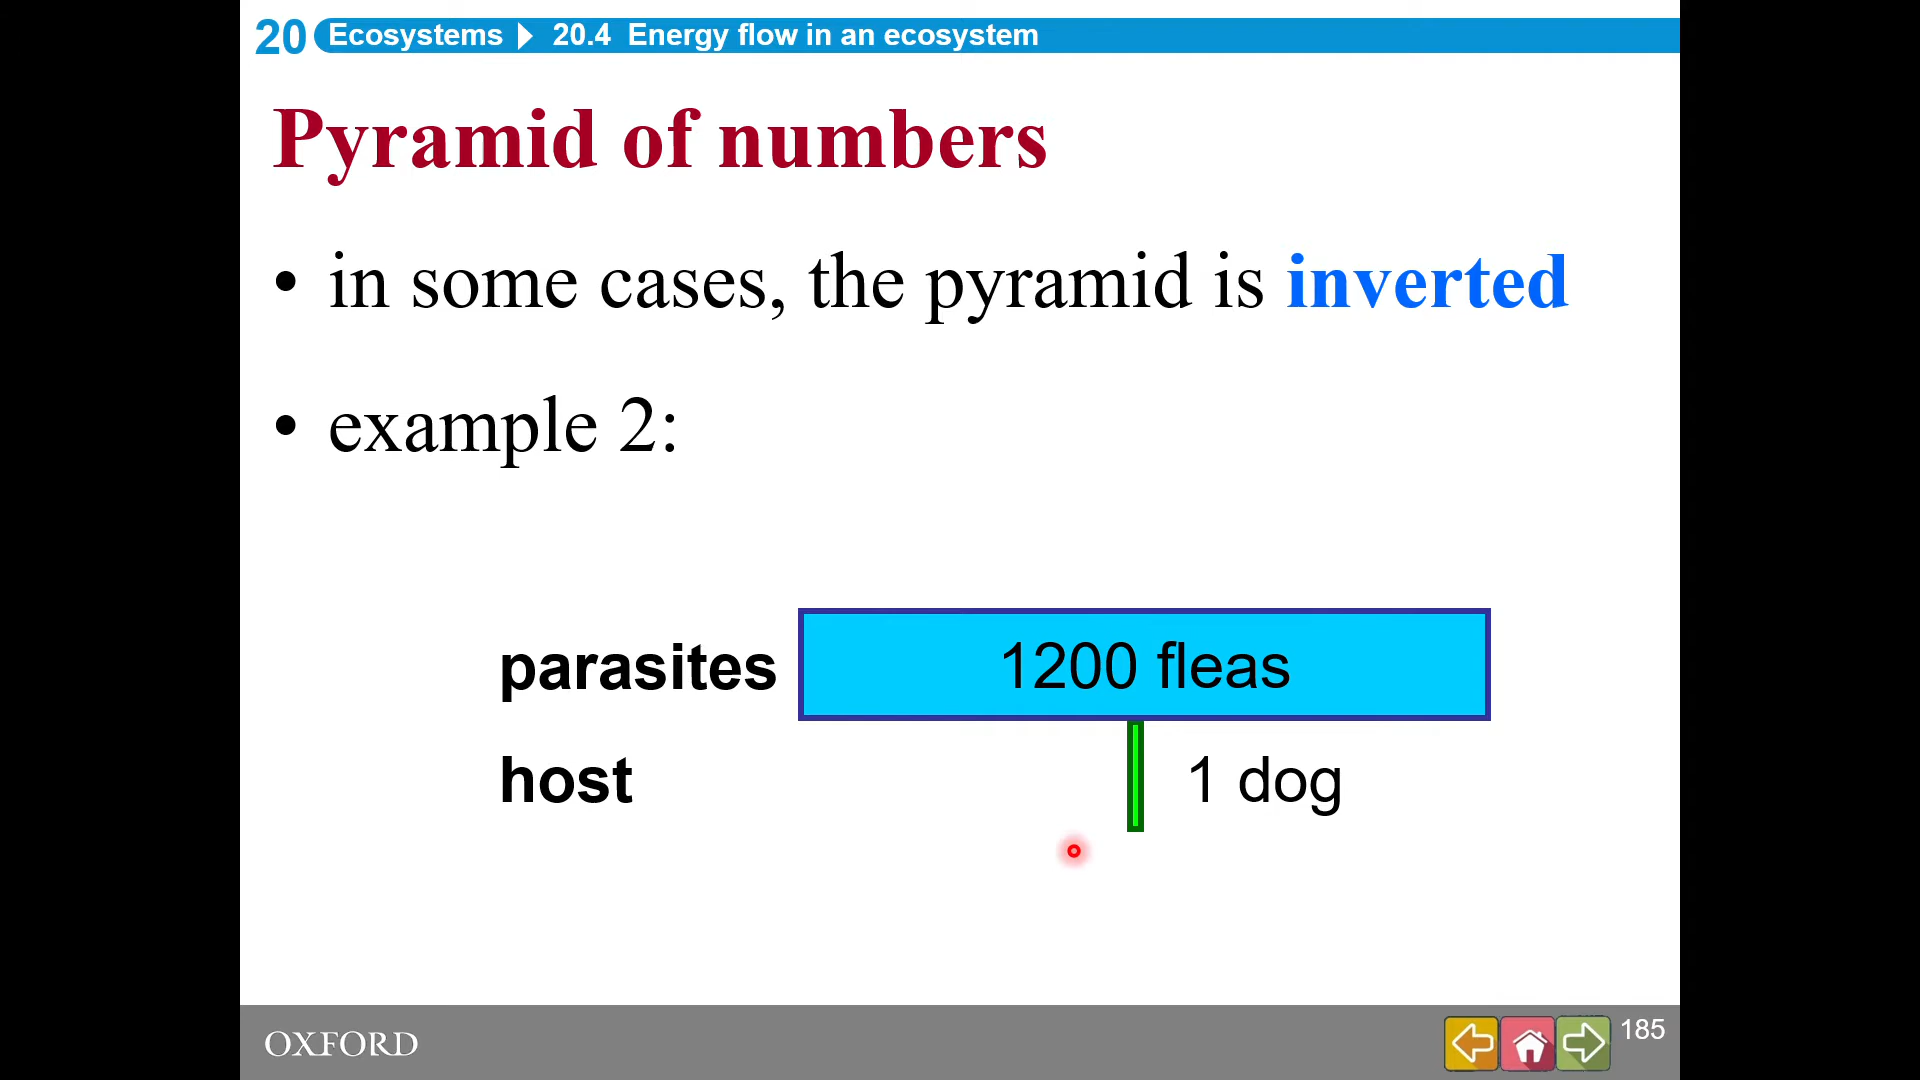 20 Ecosystems 20.4 Energy flow in an ecosystem
Pyramid of numbers
• in some cases, the pyramid is inverted
• example 2:
parasites 1200 fleas
host 1 dog
OXFORD 185